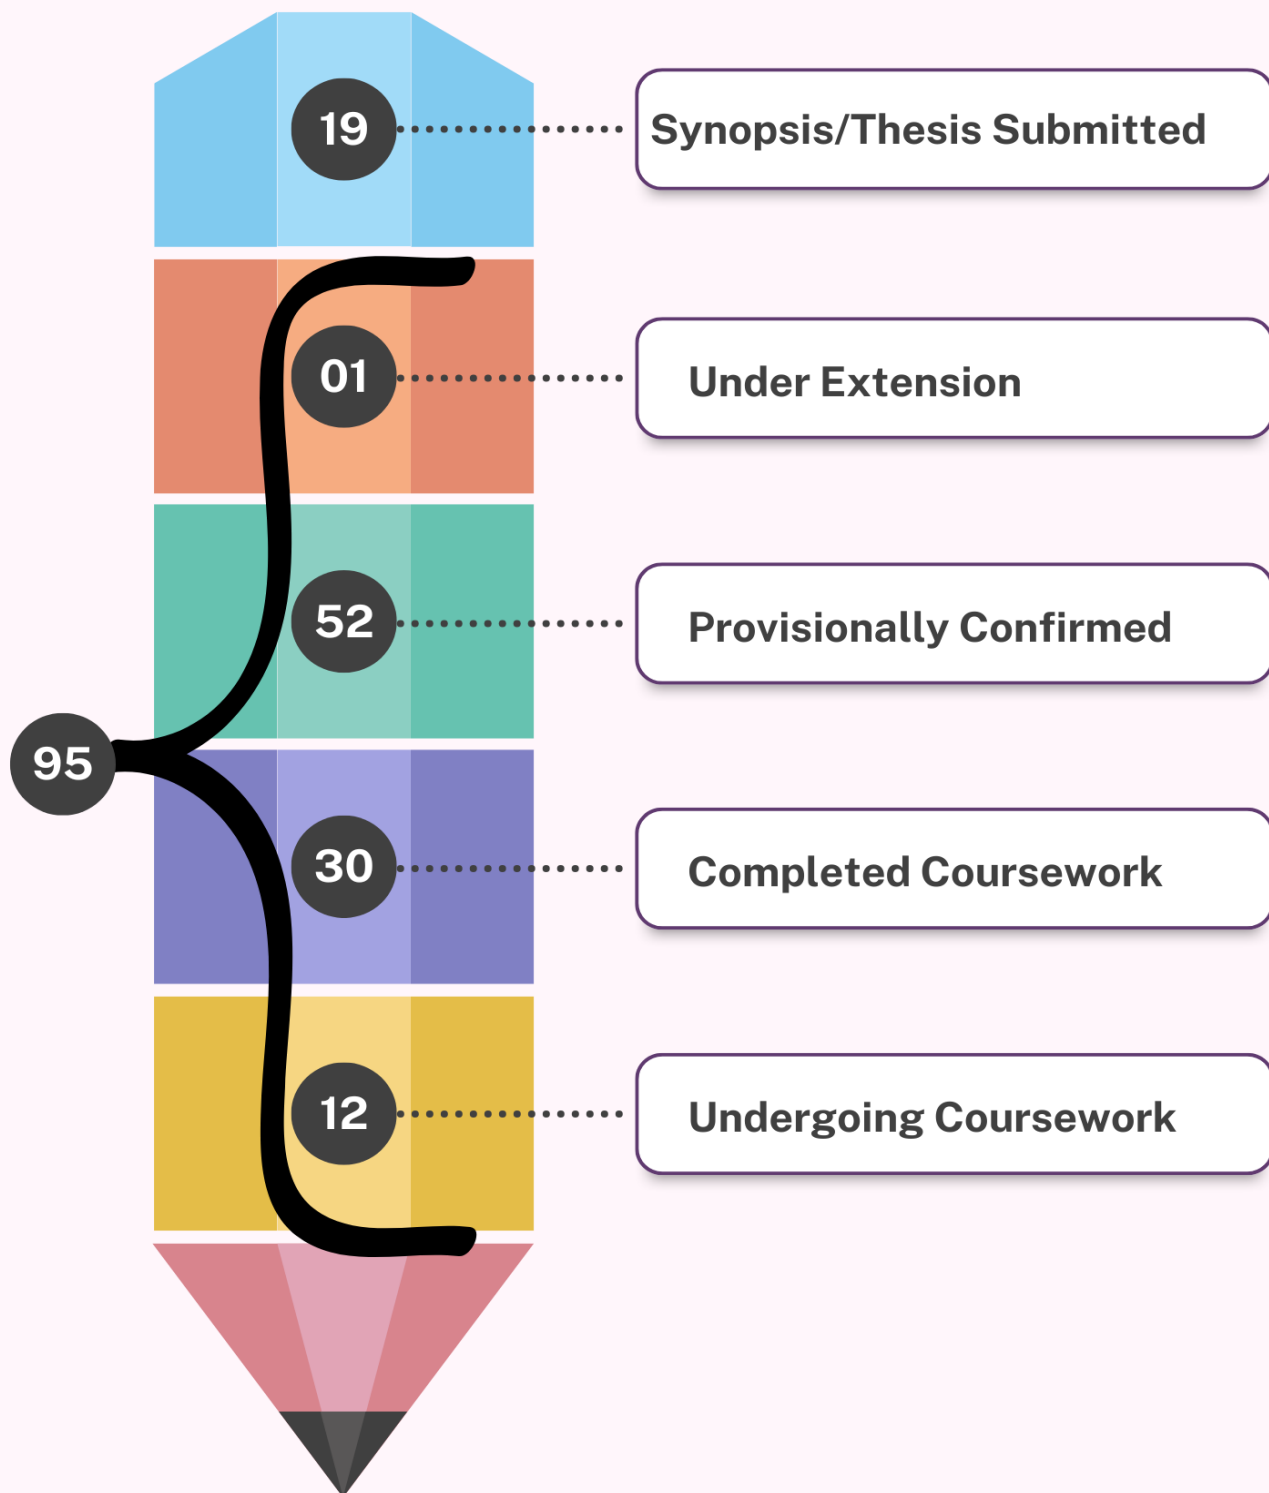 19 Synopsis/Thesis Submitted
01 Under Extension
52 Provisionally Confirmed
95
30 Completed Coursework
12 Undergoing Coursework